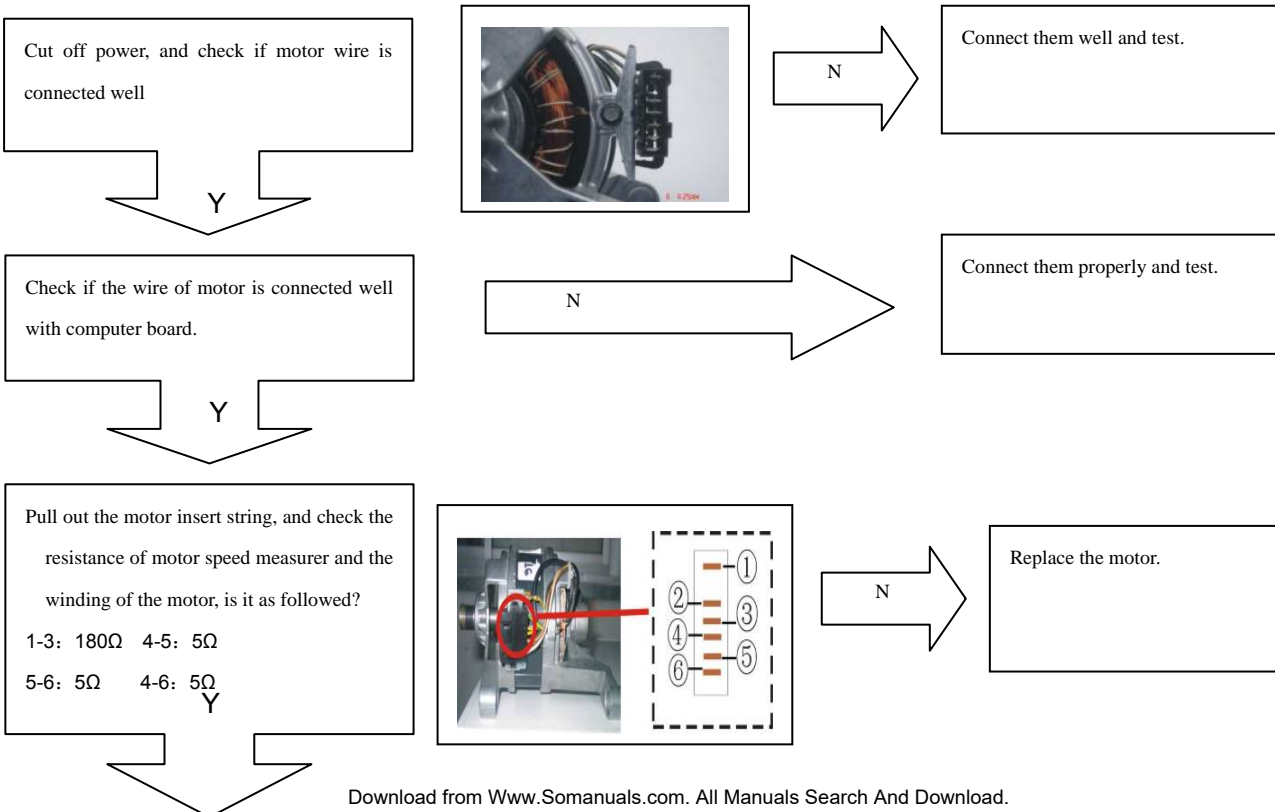 Cut off power, and check if motor wire is
connected well
N
Connect them well and test.
Y
Check if the wire of motor is connected well
with computer board.
N
Connect them properly and test.
Y
Pull out the motor insert string, and check the
resistance of motor speed measurer and the
winding of the motor, is it as followed?
1-3: 180Ω 4-5: 5Ω
5-6: 5Ω 4-6: 5Ω
Y
①
②
③
④
⑤
⑥
N
Replace the motor.
Download from Www.Somanuals.com. All Manuals Search And Download.